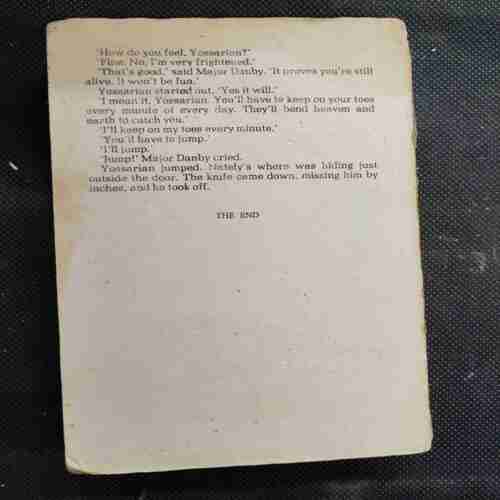 'How do you feel, Yossarian?'
'Fine. No, I'm very frightened.'
'That's good,' said Major Danby. 'It proves you're still
alive. It won't be fun.'
Yossarian started out. 'Yes it will.'
'I mean it, Yossarian. You'll have to keep on your toes
every minute of every day. They'll bend heaven and
earth to catch you.'
'I'll keep on my toes every minute.'
'You'll have to jump.'
'I'll jump.'
'Jump!' Major Danby cried.
Yossarian jumped. Nately's whore was hiding just
outside the door. The knife came down, missing him by
inches, and he took off.
THE END